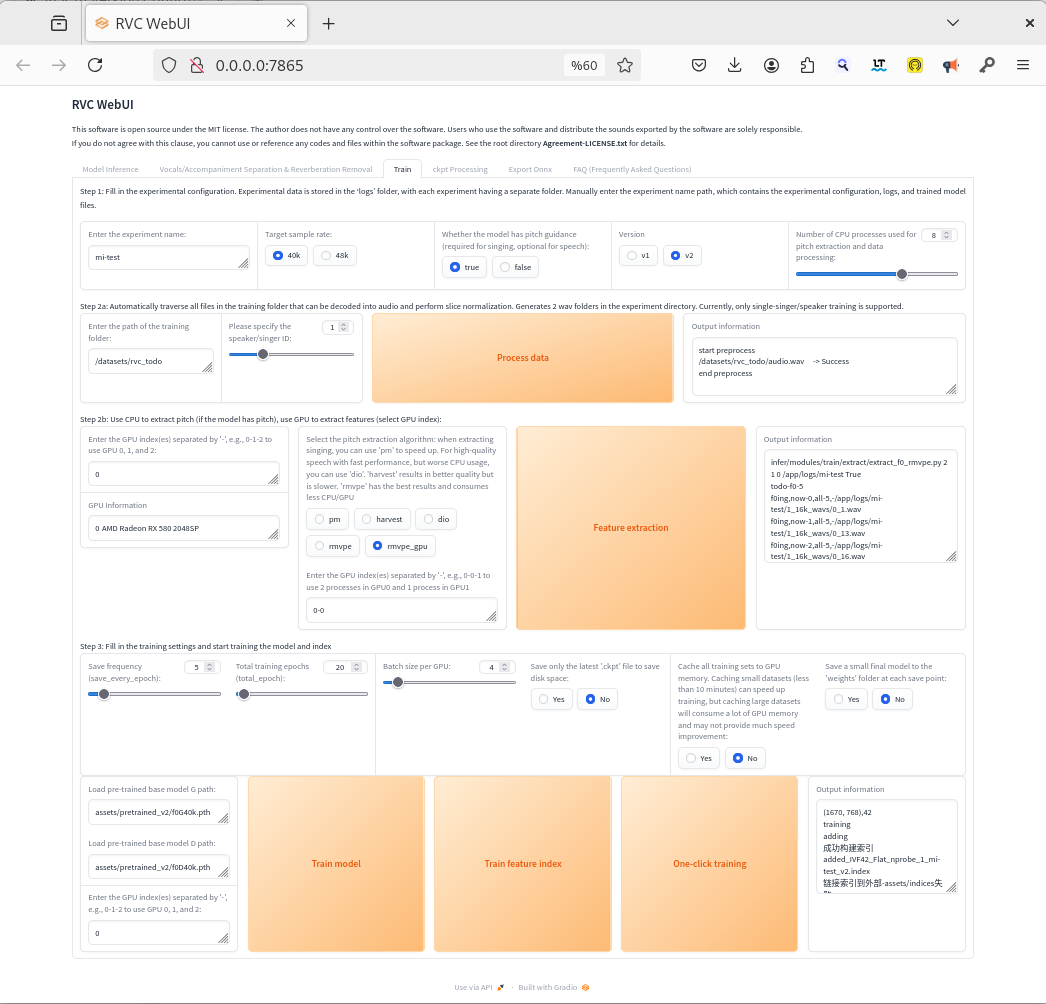 RVC WebUI
0.0.0.0:7865
%60
LT
RVC WebUI
This software is open source under the MIT license. The author does not have any control over the software. Users who use the software and distribute the sounds exported by the software are solely responsible.
If you do not agree with this clause, you cannot use or reference any codes and files within the software package. See the root directory Agreement-LICENSE.txt for details.
Model Inference
Vocals/Accompaniment Separation & Reverberation Removal
Train
ckpt Processing
Export Onnx
FAQ (Frequently Asked Questions)
Step 1: Fill in the experimental configuration. Experimental data is stored in the 'logs' folder, with each experiment having a separate folder. Manually enter the experiment name path, which contains the experimental configuration, logs, and trained model
files.
Enter the experiment name:
mi-test
Target sample rate:
40k
48k
Whether the model has pitch guidance
(required for singing, optional for speech):
true
false
Version
v1
v2
Number of CPU processes used for
pitch extraction and data
processing:
8
Step 2a: Automatically traverse all files in the training folder that can be decoded into audio and perform slice normalization. Generates 2 wav folders in the experiment directory. Currently, only single-singer/speaker training is supported.
Enter the path of the training
folder:
/datasets/rvc_todo
Please specify the
speaker/singer ID:
1
Process data
Output information
start preprocess
/datasets/rvc_todo/audio.wav -> Success
end preprocess
Step 2b: Use CPU to extract pitch (if the model has pitch), use GPU to extract features (select GPU index):
Enter the GPU index(es) separated by '-', e.g., 0-1-2 to
use GPU 0, 1, and 2:
0
GPU Information
0 AMD Radeon RX 580 2048SP
Select the pitch extraction algorithm: when extracting
singing, you can use 'pm' to speed up. For high-quality
speech with fast performance, but worse CPU usage,
you can use 'dio'. 'harvest' results in better quality but
is slower. 'rmvpe' has the best results and consumes
less CPU/GPU
pm
harvest
dio
rmvpe
rmvpe_gpu
Enter the GPU index(es) separated by '-', e.g., 0-0-1 to
use 2 processes in GPU0 and 1 process in GPU1
0-0
Feature extraction
Output information
infer/modules/train/extract/extract_f0_rmvpe.py 2
1 0 /app/logs/mi-test True
todo-f0-5
f0ing,now-0,all-5,-/app/logs/mi-
test/1_16k_wavs/0_1.wav
f0ing,now-1,all-5,-/app/logs/mi-
test/1_16k_wavs/0_13.wav
f0ing,now-2,all-5,-/app/logs/mi-
test/1_16k_wavs/0_16.wav
Step 3: Fill in the training settings and start training the model and index
Save frequency
(save_every_epoch):
5
Total training epochs
(total_epoch):
20
Batch size per GPU:
4
Save only the latest '.ckpt' file to save
disk space:
Yes
No
Cache all training sets to GPU
memory. Caching small datasets (less
than 10 minutes) can speed up
training, but caching large datasets
will consume a lot of GPU memory
and may not provide much speed
improvement:
Yes
No
Save a small final model to the
'weights' folder at each save point:
Yes
No
Load pre-trained base model G path:
assets/pretrained_v2/f0G40k.pth
Load pre-trained base model D path:
assets/pretrained_v2/f0D40k.pth
Enter the GPU index(es) separated by '-',
e.g., 0-1-2 to use GPU 0, 1, and 2:
0
Train model
Train feature index
One-click training
Output information
(1670, 768),42
training
adding
成功构建索引
added_IVF42_Flat_nprobe_1_mi-
test_v2.index
链接索引到外部-assets/indices失
Use via API
·
Built with Gradio